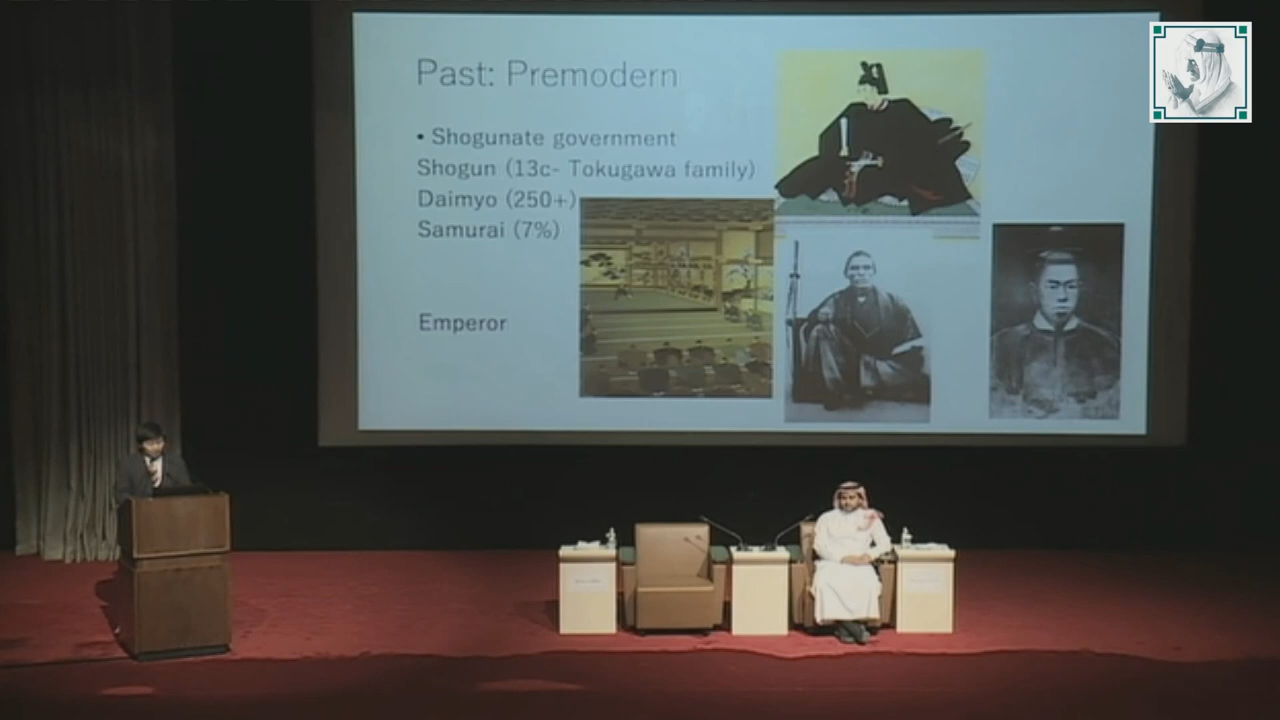 Past: Premodern
• Shogunate government
Shogun (13c- Tokugawa family)
Daimyo (250+)
Samurai (7%)
Emperor